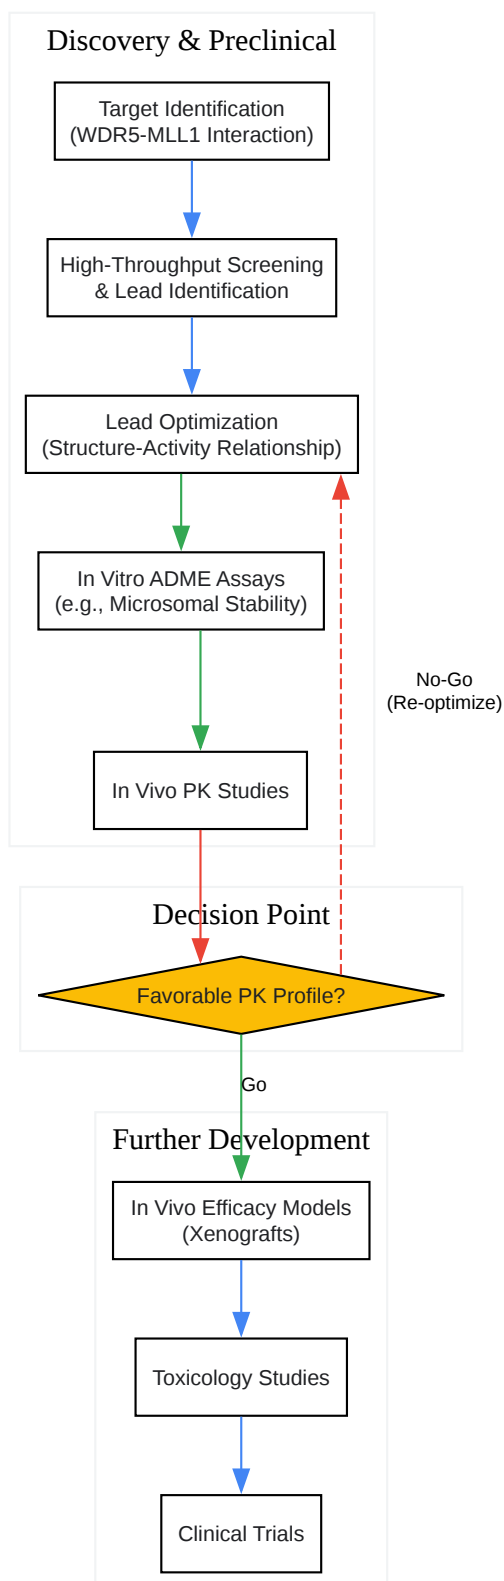 Discovery & Preclinical
Target Identification
(WDR5-MLL1 Interaction)
High-Throughput Screening
& Lead Identification
Lead Optimization
(Structure-Activity Relationship)
In Vitro ADME Assays
(e.g., Microsomal Stability)
No-Go
(Re-optimize)
In Vivo PK Studies
Decision Point
Favorable PK Profile?
Go
Further Development
In Vivo Efficacy Models
(Xenografts)
Toxicology Studies
Clinical Trials